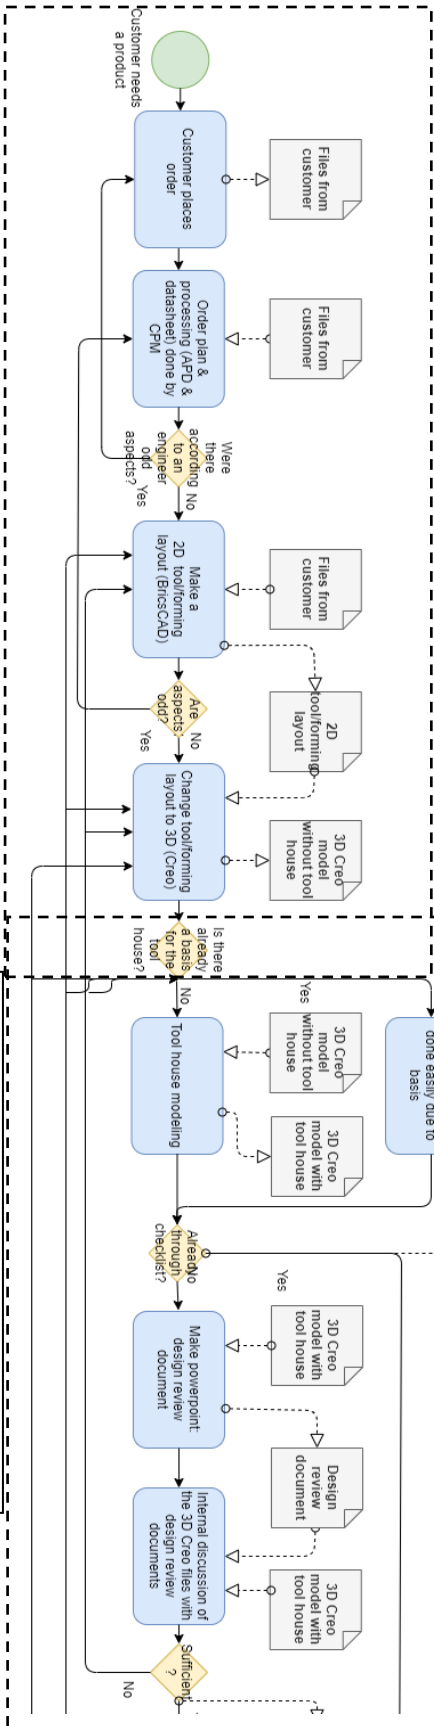 Customer needs
a product
Customer places
order
Files from
customer
Order plan &
processing (APD &
datasheet) done by
CPM
Files from
customer
Were
there
according
to an
engineer
odd
aspects?
Yes
No
Make a
2D tool/forming
layout (BricsCAD)
Files from
customer
2D
tool/forming
layout
Are
aspects
odd?
No
Yes
Change tool/forming
layout to 3D (Creo)
3D Creo
model
without tool
house
Is there
already
a basis
for the
tool
house?
Yes
No
Tool house modeling
3D Creo
model
without tool
house
3D Creo
model with
tool house
done easily due to
basis
Already
through
checklist?
No
Yes
Make powerpoint:
design review
document
3D Creo
model with
tool house
Design
review
document
Internal discussion of
the 3D Creo files with
design review
documents
3D Creo
model with
tool house
Sufficient
?
No